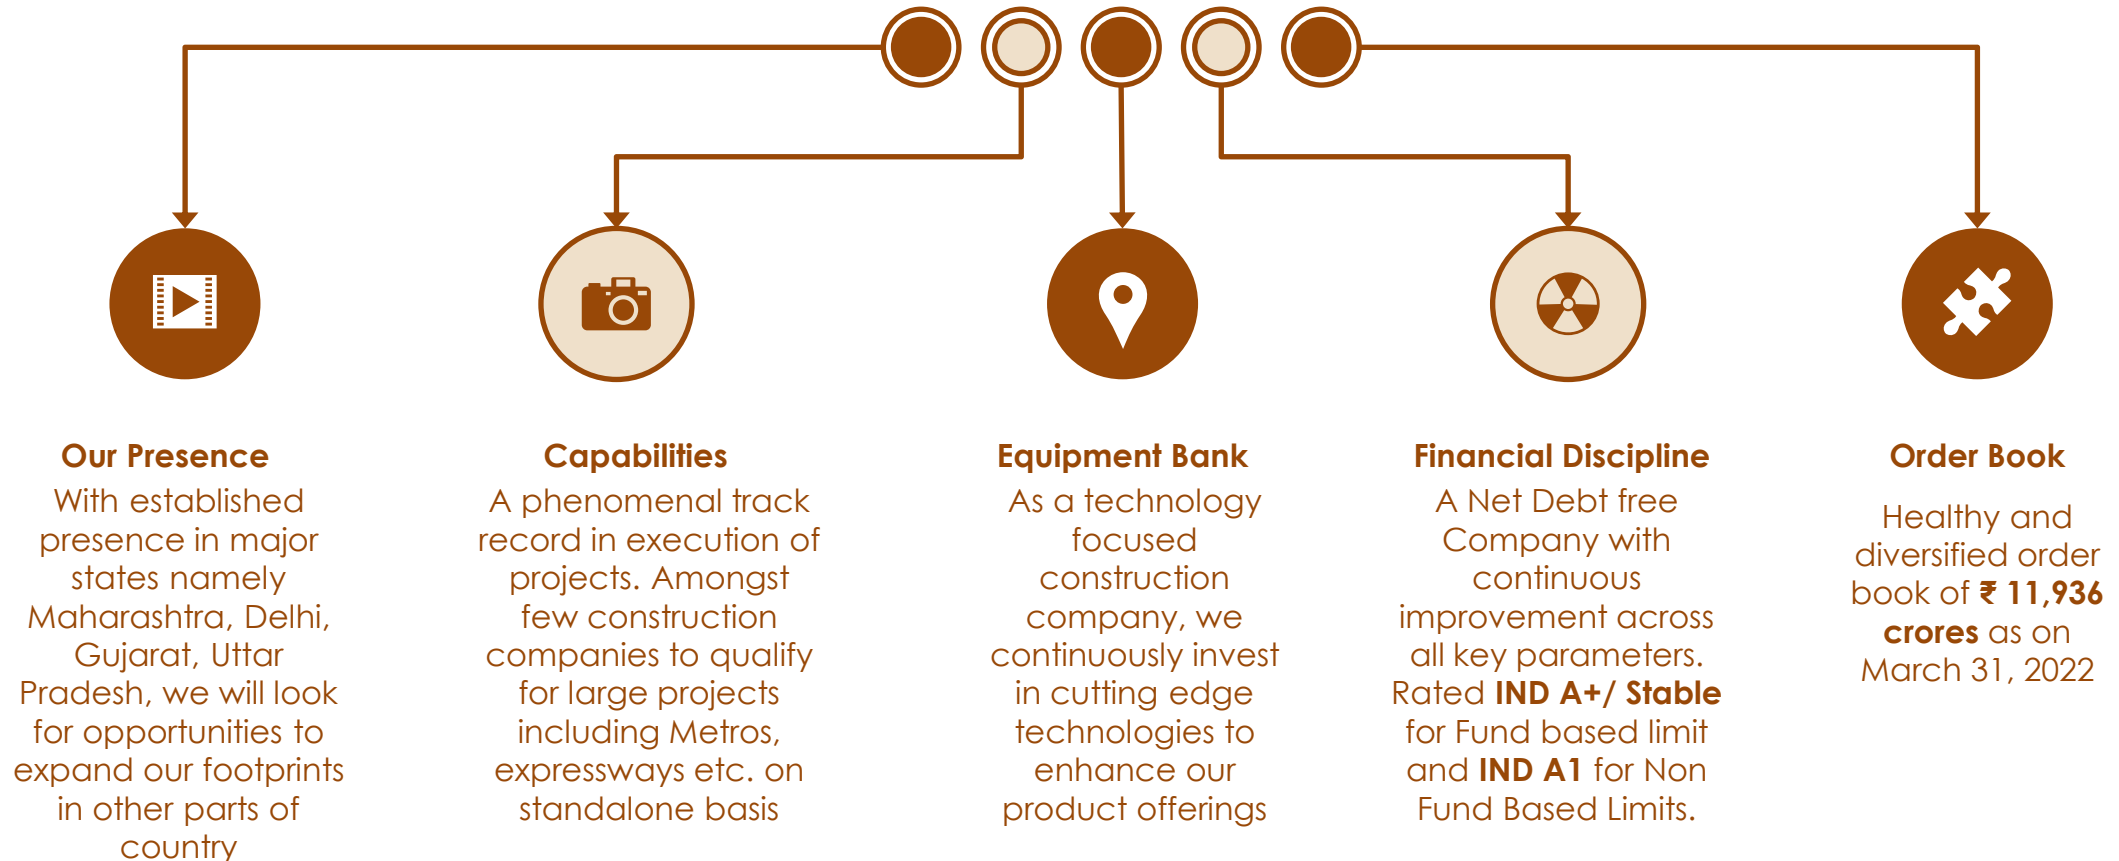 Our Presence
With established
presence in major
states namely
Maharashtra, Delhi,
Gujarat, Uttar
Pradesh, we will look
for opportunities to
expand our footprints
in other parts of
country
Capabilities
A phenomenal track
record in execution of
projects. Amongst
few construction
companies to qualify
for large projects
including Metros,
expressways etc. on
standalone basis
Equipment Bank
As a technology
focused
construction
company, we
continuously invest
in cutting edge
technologies to
enhance our
product offerings
Financial Discipline
A Net Debt free
Company with
continuous
improvement across
all key parameters.
Rated IND A+/ Stable
for Fund based limit
and IND A1 for Non
Fund Based Limits.
Order Book
Healthy and
diversified order
book of ₹ 11,936
crores as on
March 31, 2022